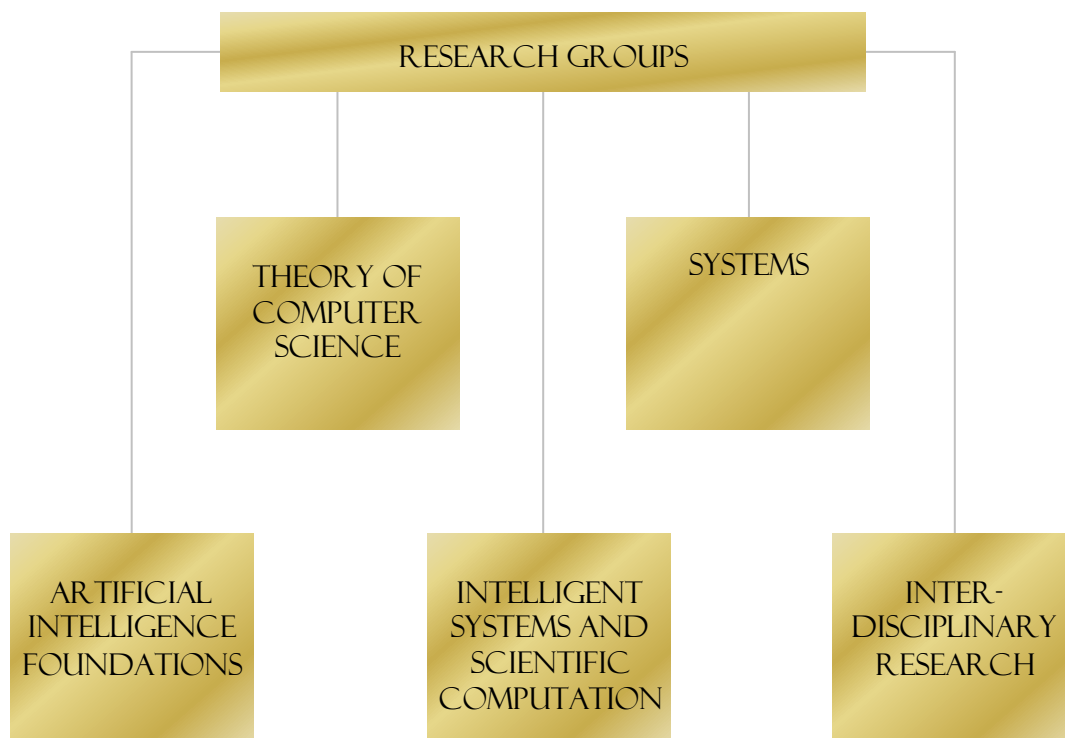 RESEARCH GROUPS
THEORY OF
COMPUTER
SCIENCE
SYSTEMS
ARTIFICIAL
INTELLIGENCE
FOUNDATIONS
INTELLIGENT
SYSTEMS AND
SCIENTIFIC
COMPUTATION
INTER-
DISCIPLINARY
RESEARCH